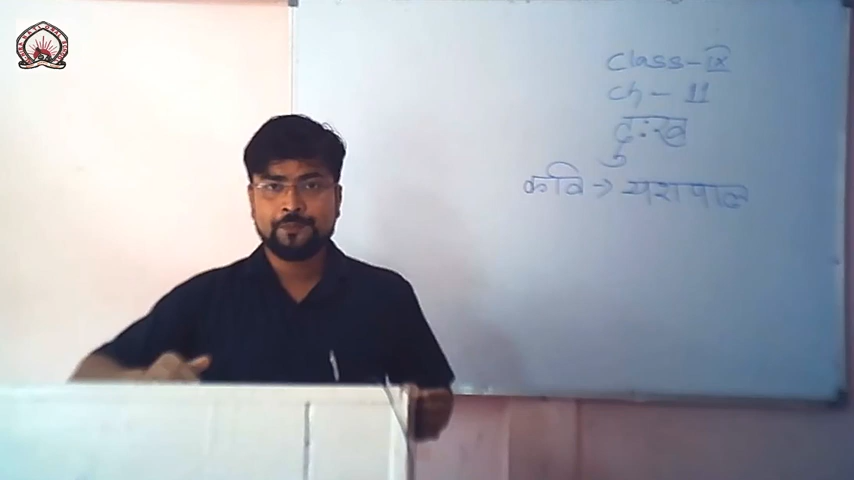 Class-IX
Ch - 11
दुःख
कवि → यशपाल